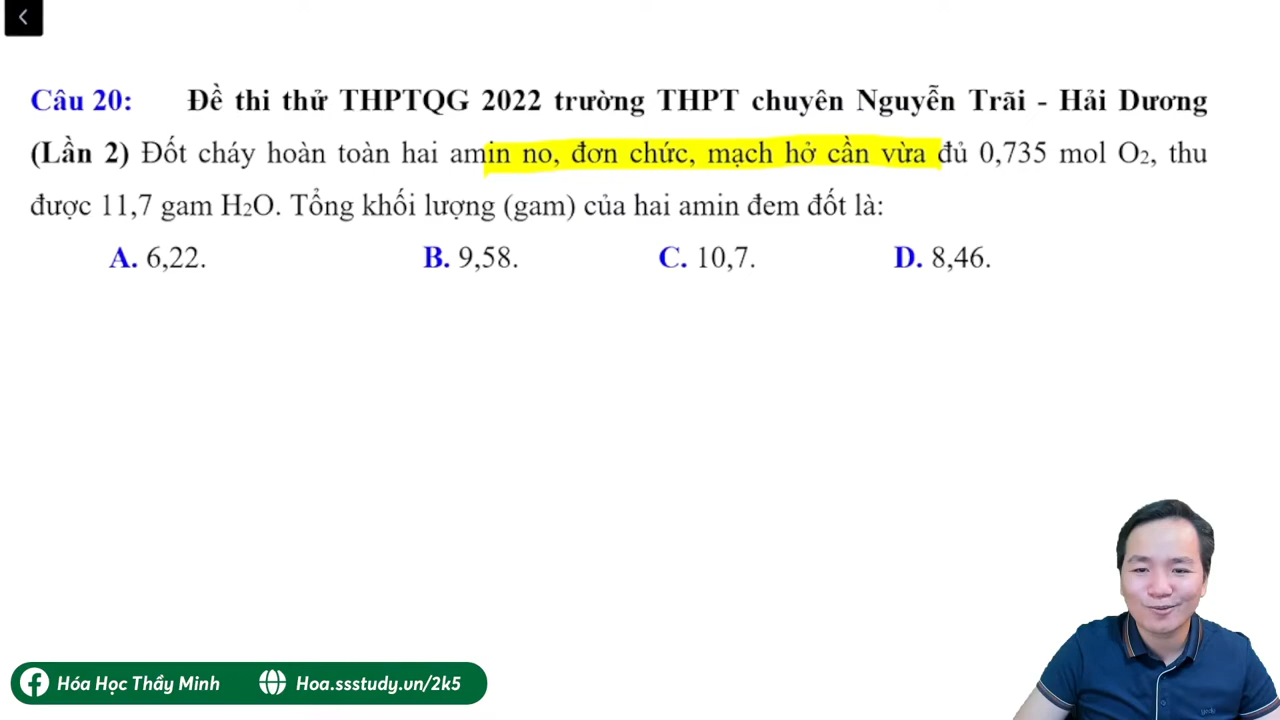 Câu 20: Đề thi thử THPTQG 2022 trường THPT chuyên Nguyễn Trãi - Hải Dương
(Lần 2) Đốt cháy hoàn toàn hai amin no, đơn chức, mạch hở cần vừa đủ 0,735 mol O₂, thu
được 11,7 gam H₂O. Tổng khối lượng (gam) của hai amin đem đốt là:
A. 6,22. B. 9,58. C. 10,7. D. 8,46.
Hóa Học Thầy Minh Hoa.ssstudy.vn/2k5